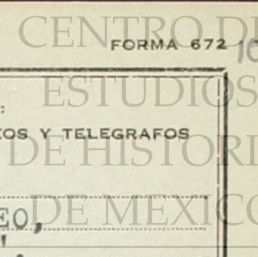 CENTRO DE
FORMA 672
ESTUDIOS
EOS Y TELEGRAFOS
DE HISTORI
DE MEXICO
EO,